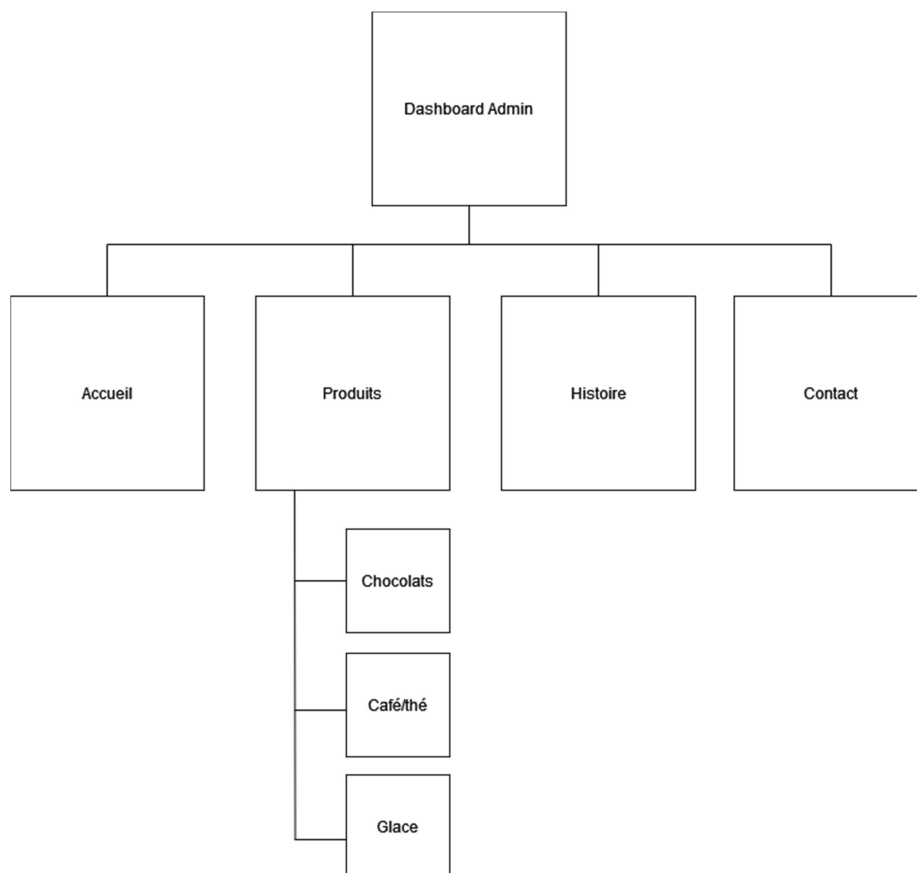 Dashboard Admin
Accueil
Produits
Histoire
Contact
Chocolats
Café/thé
Glace